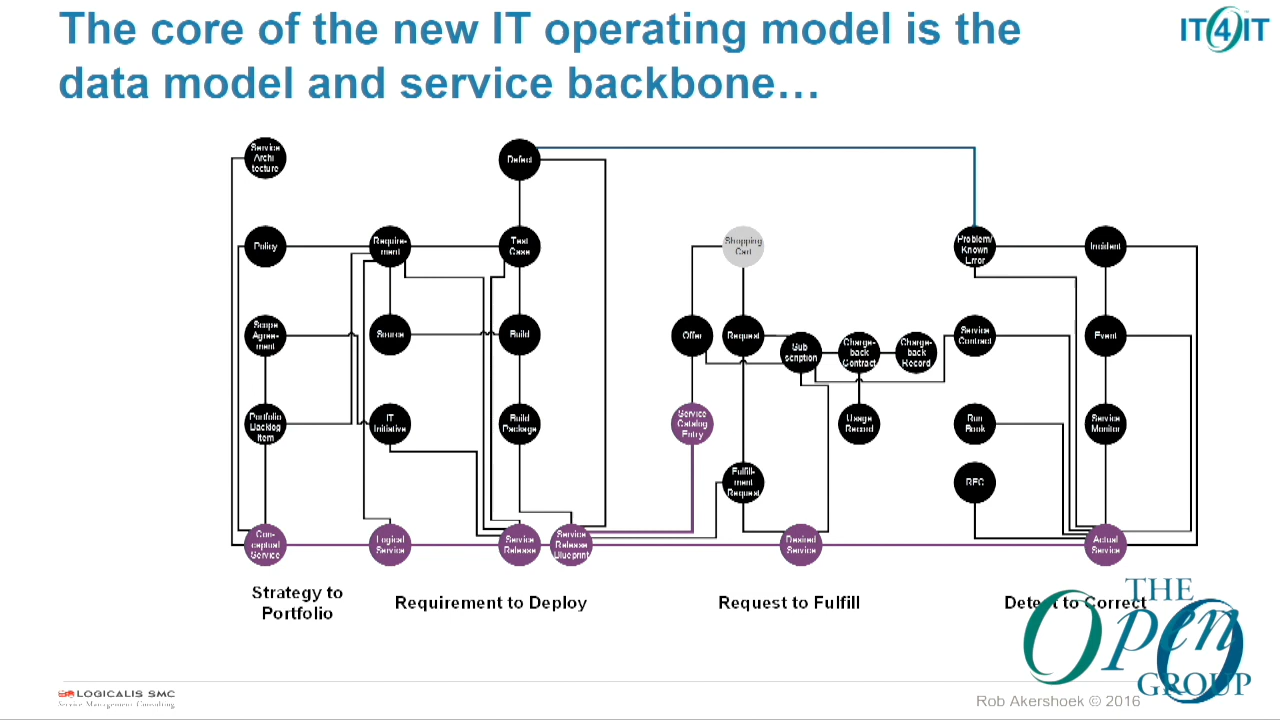 The core of the new IT operating model is the
data model and service backbone…
IT4IT
Service
Archi
tecture
Defect
Policy
Require-
ment
Test
Case
Shopping
Cart
Problem/
Known
Error
Incident
Scope
Agree-
ment
Source
Build
Offer
Request
Sub
scription
Charge-
back
Contract
Charge-
back
Record
Service
Contract
Event
Portfolio
Backlog
Item
IT
Initiative
Build
Package
Service
Catalog
Entry
Usage
Record
Run
Book
Service
Monitor
Fulfill-
ment
Request
RFC
Con-
ceptual
Service
Logical
Service
Service
Release
Service
Release
Blueprint
Desired
Service
Actual
Service
Strategy to
Portfolio
Requirement to Deploy
Request to Fulfill
Detect to Correct
THE
Open
GROUP
LOGICALIS SMC
Service Management Consulting
Rob Akershoek © 2016